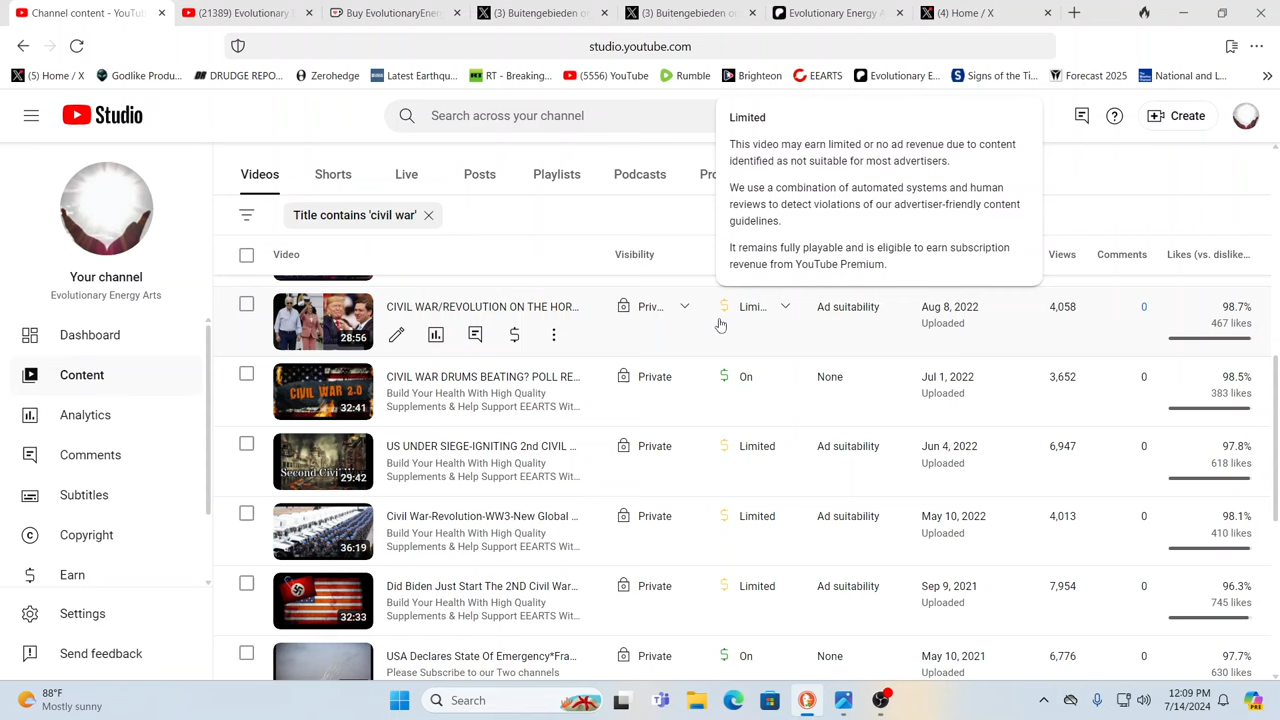 Channel content - YouTu
(21389) Evolutionary E
Buy EvolutionaryEner
(3) Buitengebieden on
(3) Buitengebieden on
Evolutionary Energy A
(4) Home / X
studio.youtube.com
(5) Home / X
Godlike Produ...
DRUDGE REPO...
Zerohedge
Latest Earthqu...
RT - Breaking...
(5556) YouTube
Rumble
Brighteon
EEARTS
Evolutionary E...
Signs of the Ti...
Forecast 2025
National and L...
Studio
Search across your channel
Create
Limited
This video may earn limited or no ad revenue due to content
identified as not suitable for most advertisers.
We use a combination of automated systems and human
reviews to detect violations of our advertiser-friendly content
guidelines.
It remains fully playable and is eligible to earn subscription
revenue from YouTube Premium.
Your channel
Evolutionary Energy Arts
Dashboard
Content
Analytics
Comments
Subtitles
Copyright
Earn
Settings
Send feedback
Videos
Shorts
Live
Posts
Playlists
Podcasts
Pro
Title contains 'civil war'
Video
Visibility
Views
Comments
Likes (vs. dislike...
28:56
CIVIL WAR/REVOLUTION ON THE HOR...
Priv...
Limi...
Ad suitability
Aug 8, 2022
Uploaded
4,058
0
98.7%
467 likes
CIVIL WAR 2.0
32:41
CIVIL WAR DRUMS BEATING? POLL RE...
Build Your Health With High Quality
Supplements & Help Support EEARTS Wit...
Private
On
None
Jul 1, 2022
Uploaded
3,652
0
98.5%
383 likes
Second Civil War
29:42
US UNDER SIEGE-IGNITING 2nd CIVIL ...
Build Your Health With High Quality
Supplements & Help Support EEARTS Wit...
Private
Limited
Ad suitability
Jun 4, 2022
Uploaded
6,947
0
97.8%
618 likes
36:19
Civil War-Revolution-WW3-New Global ...
Build Your Health With High Quality
Supplements & Help Support EEARTS Wit...
Private
Limited
Ad suitability
May 10, 2022
Uploaded
4,013
0
98.1%
410 likes
32:33
Did Biden Just Start The 2ND Civil War...
Build Your Health With High Quality
Supplements & Help Support EEARTS Wit...
Private
Limited
Ad suitability
Sep 9, 2021
Uploaded
7,954
0
96.3%
745 likes
USA Declares State Of Emergency*Fra...
Please Subscribe to our Two channels
Private
On
None
May 10, 2021
Uploaded
6,776
0
97.7%
630 likes
88°F
Mostly sunny
Search
12:09 PM
7/14/2024